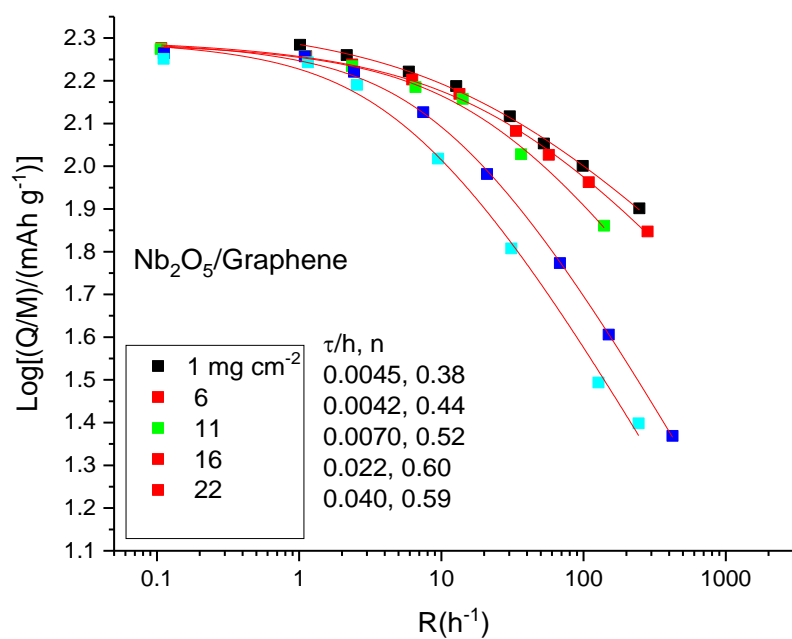 2.3
2.2
2.1
2.0
1.9
1.8
1.7
1.6
1.5
1.4
1.3
1.2
1.1
Log[(Q/M)/(mAh g⁻¹)]
Nb₂O₅/Graphene
τ/h, n
1 mg cm⁻² 0.0045, 0.38
6 0.0042, 0.44
11 0.0070, 0.52
16 0.022, 0.60
22 0.040, 0.59
0.1 1 10 100 1000
R(h⁻¹)